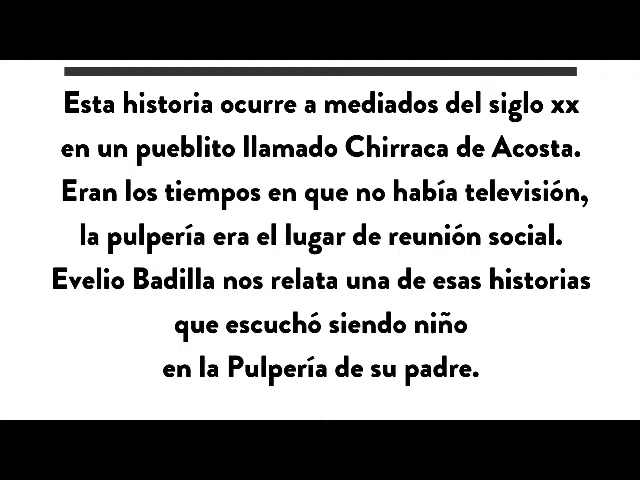 Esta historia ocurre a mediados del siglo xx
en un pueblito llamado Chirraca de Acosta.
Eran los tiempos en que no había televisión,
la pulpería era el lugar de reunión social.
Evelio Badilla nos relata una de esas historias
que escuchó siendo niño
en la Pulpería de su padre.